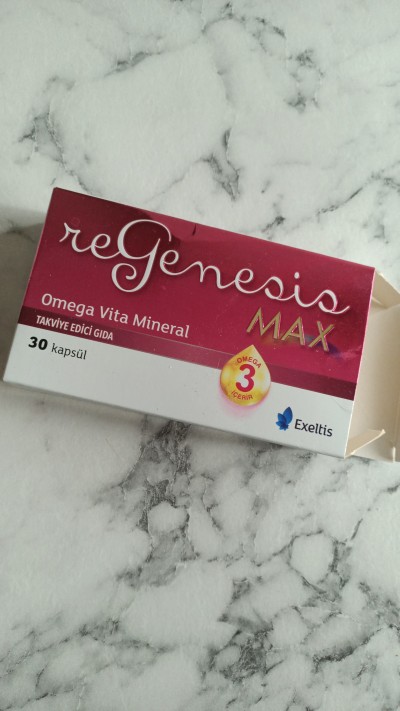 reGenesis
MAX
Omega Vita Mineral
TAKVİYE EDİCİ GIDA
30 kapsül
OMEGA
3
İÇERİR
Exeltis